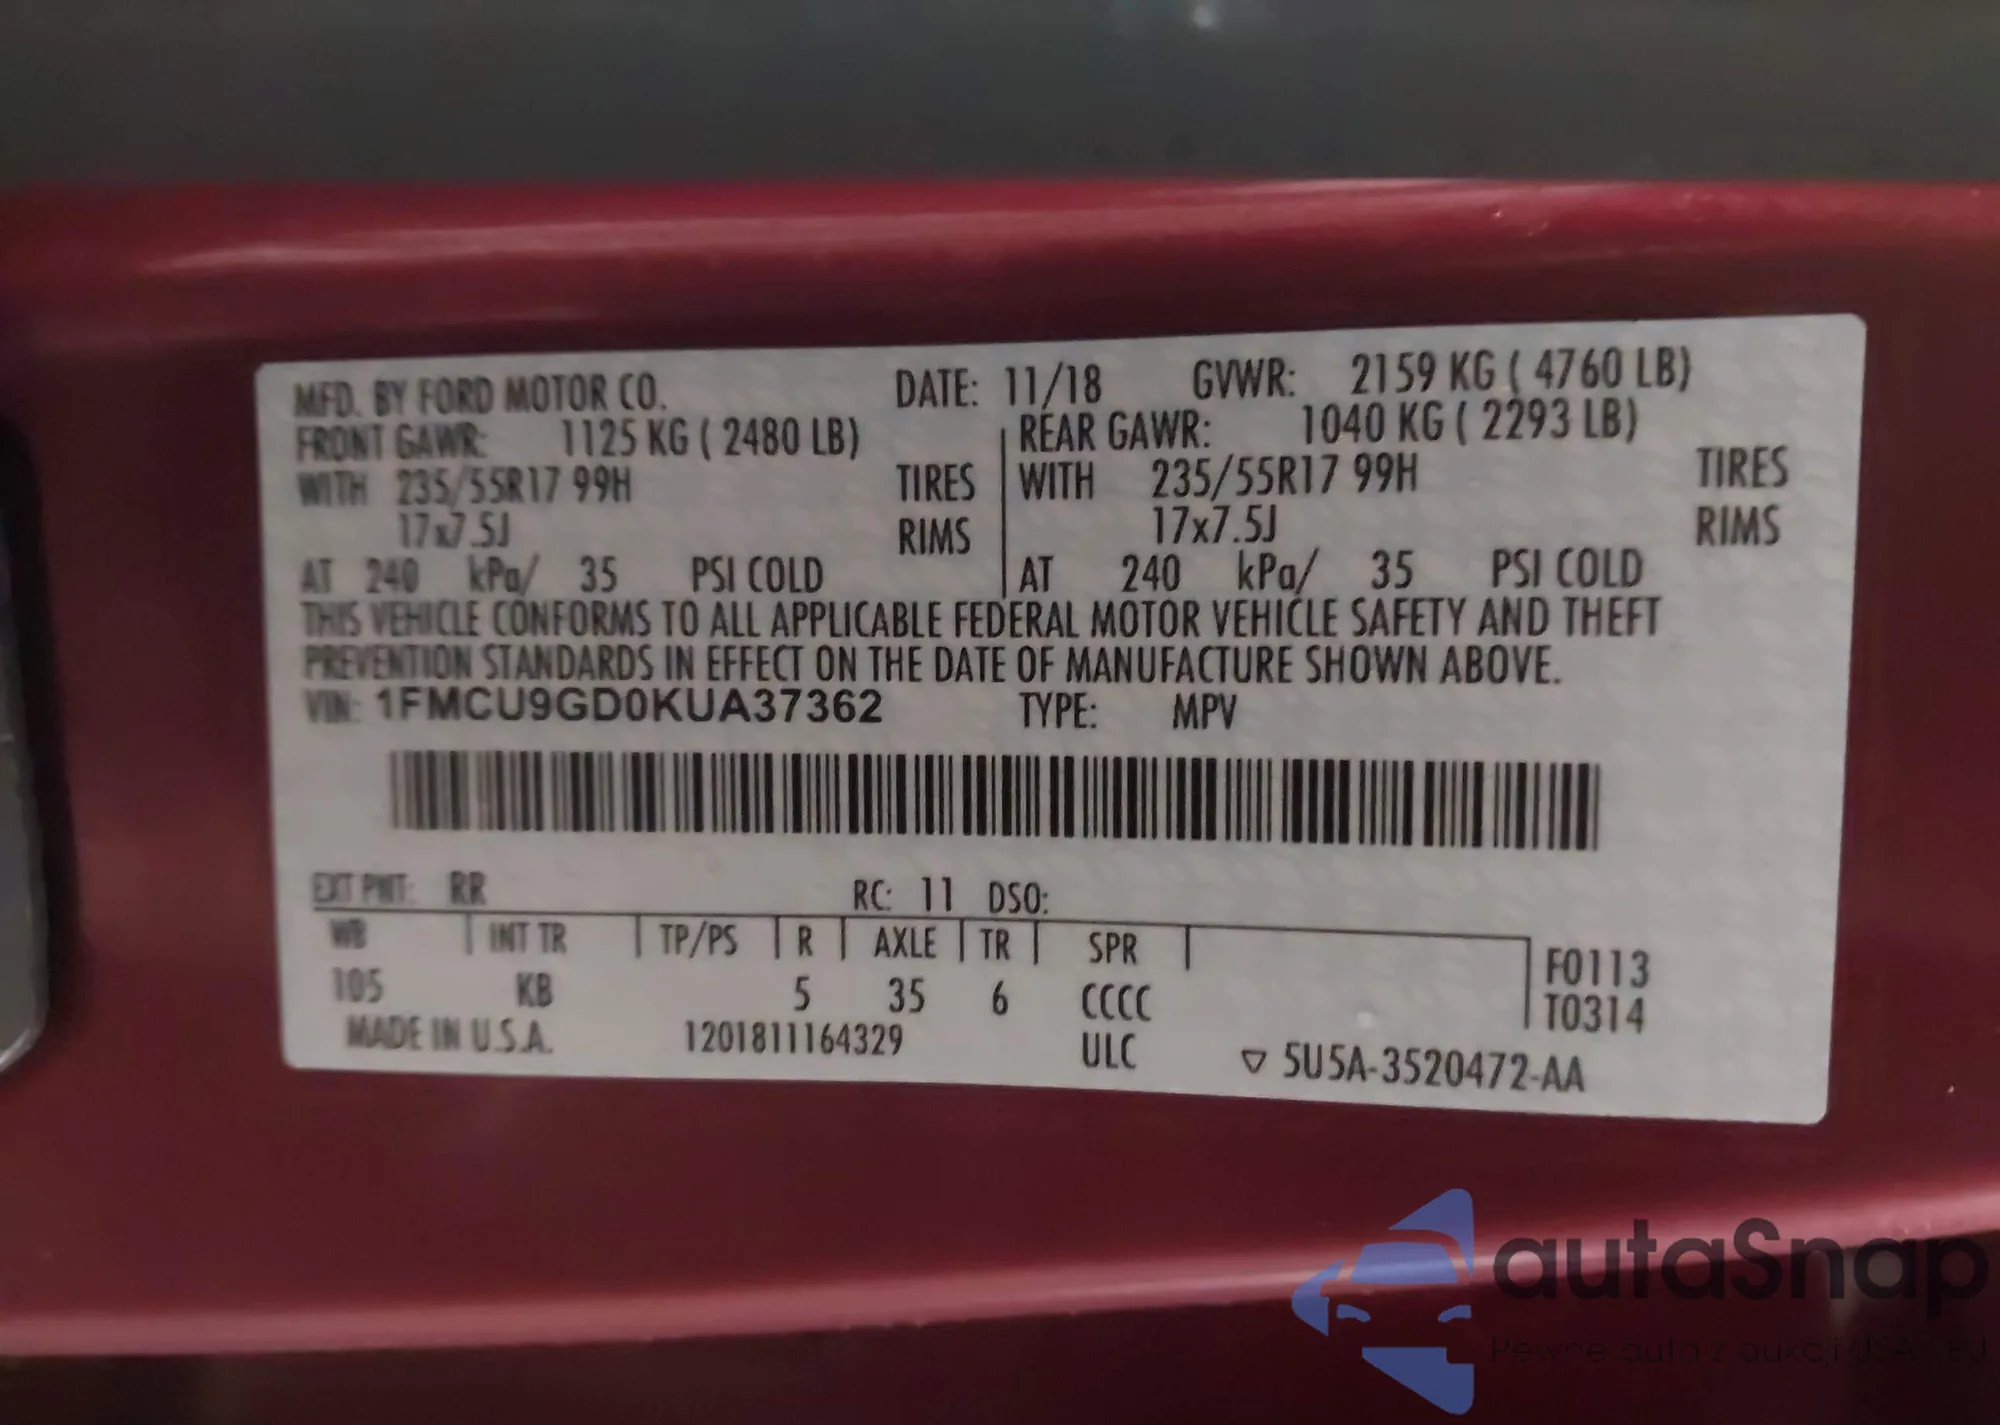 MFD. BY FORD MOTOR CO. DATE: 11/18 GVWR: 2159 KG ( 4760 LB)
FRONT GAWR: 1125 KG ( 2480 LB) REAR GAWR: 1040 KG ( 2293 LB)
WITH 235/55R17 99H TIRES WITH 235/55R17 99H TIRES
17x7.5J RIMS 17x7.5J RIMS
AT 240 kPa/ 35 PSI COLD AT 240 kPa/ 35 PSI COLD
THIS VEHICLE CONFORMS TO ALL APPLICABLE FEDERAL MOTOR VEHICLE SAFETY AND THEFT
PREVENTION STANDARDS IN EFFECT ON THE DATE OF MANUFACTURE SHOWN ABOVE.
VIN: 1FMCU9GD0KUA37362 TYPE: MPV
EXT PNT: RR RC: 11 DSO:
WB INT TR TP/PS R AXLE TR SPR F0113
105 KB 5 35 6 CCCC T0314
MADE IN U.S.A. 1201811164329 ULC ▽ 5U5A-3520472-AA
autaSnap
Pewne auta z aukcji USA i EU